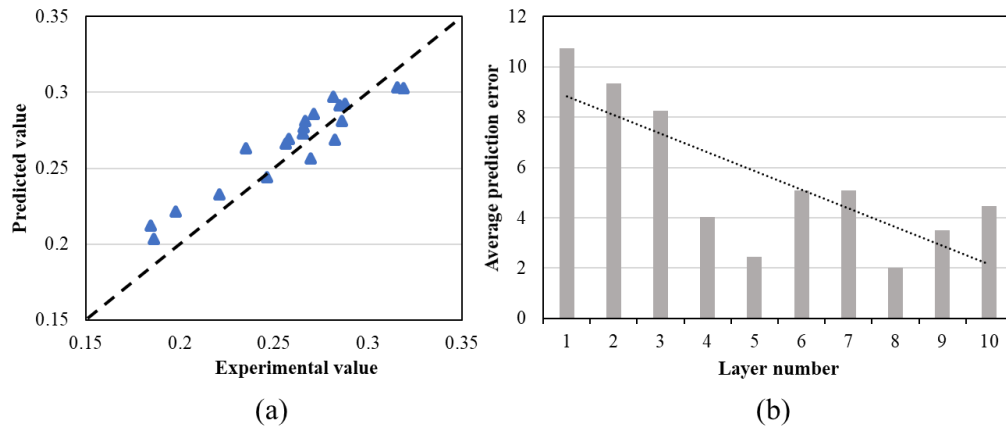 0.35
0.3
0.25
0.2
0.15
Predicted value
0.15 0.2 0.25 0.3 0.35
Experimental value
(a)
12
10
8
6
4
2
0
Average prediction error
1 2 3 4 5 6 7 8 9 10
Layer number
(b)